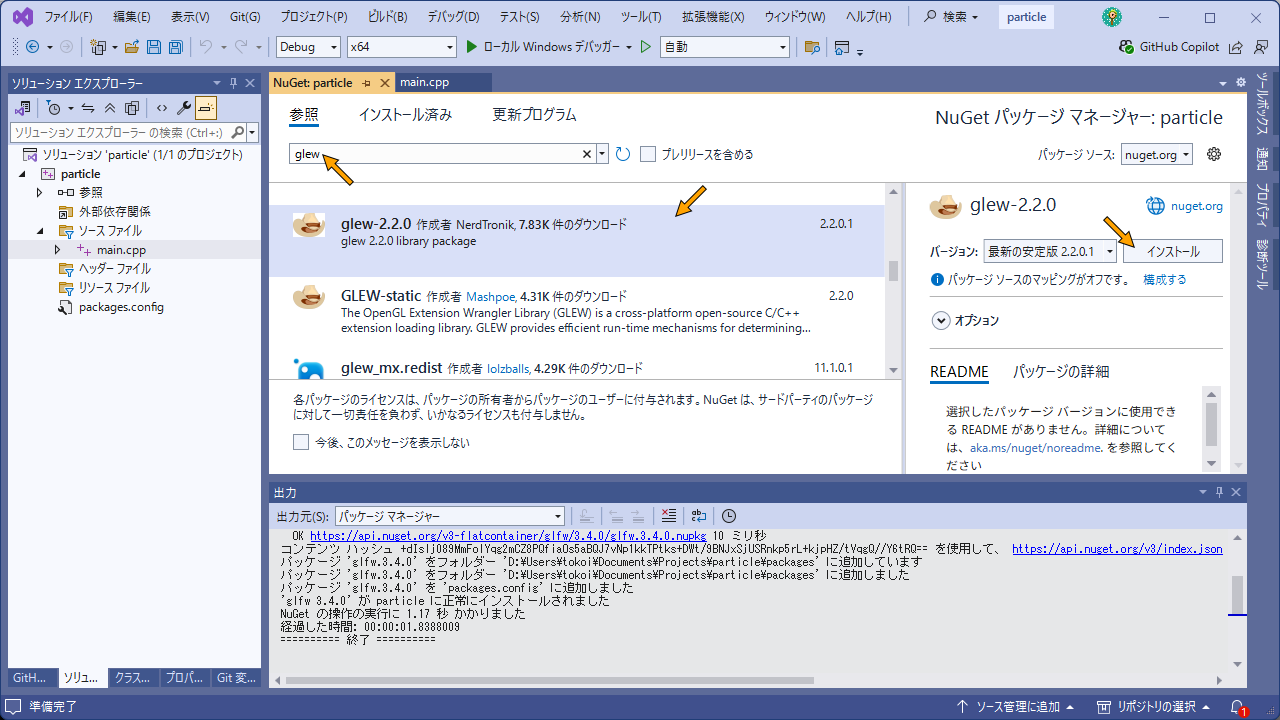 ファイル(F) 編集(E) 表示(V) Git(G) プロジェクト(P) ビルド(B) デバッグ(D) テスト(S) 分析(N) ツール(T) 拡張機能(X) ウィンドウ(W) ヘルプ(H) 検索 particle
Debug x64 ローカル Windows デバッガー 自動 GitHub Copilot
ソリューション エクスプローラー
ソリューション エクスプローラー の検索 (Ctrl+:)
ソリューション 'particle' (1/1 のプロジェクト)
particle
参照
外部依存関係
ソース ファイル
main.cpp
ヘッダー ファイル
リソース ファイル
packages.config
GitH... ソリュ... クラス... プロパ... Git 変...
NuGet: particle main.cpp
参照 インストール済み 更新プログラム
NuGet パッケージ マネージャー: particle
glew
プレリリースを含める
パッケージ ソース: nuget.org
glew-2.2.0 作成者 NerdTronik, 7.83K 件のダウンロード 2.2.0.1
glew 2.2.0 library package
GLEW-static 作成者 Mashpoe, 4.31K 件のダウンロード 2.2.0
The OpenGL Extension Wrangler Library (GLEW) is a cross-platform open-source C/C++
extension loading library. GLEW provides efficient run-time mechanisms for determining...
glew_mx.redist 作成者 lolzballs, 4.29K 件のダウンロード 11.1.0.1
各パッケージのライセンスは、パッケージの所有者からパッケージのユーザーに付与されます。NuGet は、サードパーティのパッケージ
に対して一切責任を負わず、いかなるライセンスも付与しません。
今後、このメッセージを表示しない
glew-2.2.0 nuget.org
バージョン: 最新の安定版 2.2.0.1 インストール
パッケージ ソースのマッピングがオフです。 構成する
オプション
README パッケージの詳細
選択したパッケージ バージョンに使用でき
る README がありません。詳細について
は、aka.ms/nuget/noreadme. を参照してく
ださい
ツールボックス 通知 プロパティ 診断ツール
出力
出力元(S): パッケージ マネージャー
OK https://api.nuget.org/v3-flatcontainer/glfw/3.4.0/glfw.3.4.0.nupkg 10 ミリ秒
コンテンツ ハッシュ +dIslj089MmFolYqg2mCZ8PQfiaOs5aBQJ7vNp1kkTPtks+DWt/9BNJxSjUSRnkp5rL+kjpHZ/tVqgQ//Y6tRQ== を使用して、 https://api.nuget.org/v3/index.json
パッケージ 'glfw.3.4.0' をフォルダー 'D:¥Users¥tokoi¥Documents¥Projects¥particle¥packages' に追加しています
パッケージ 'glfw.3.4.0' をフォルダー 'D:¥Users¥tokoi¥Documents¥Projects¥particle¥packages' に追加しました
パッケージ 'glfw.3.4.0' を 'packages.config' に追加しました
'glfw 3.4.0' が particle に正常にインストールされました
NuGet の操作の実行に 1.17 秒 かかりました
経過した時間: 00:00:01.8388009
========== 終了 ==========
準備完了 ソース管理に追加 リポジトリの選択 1